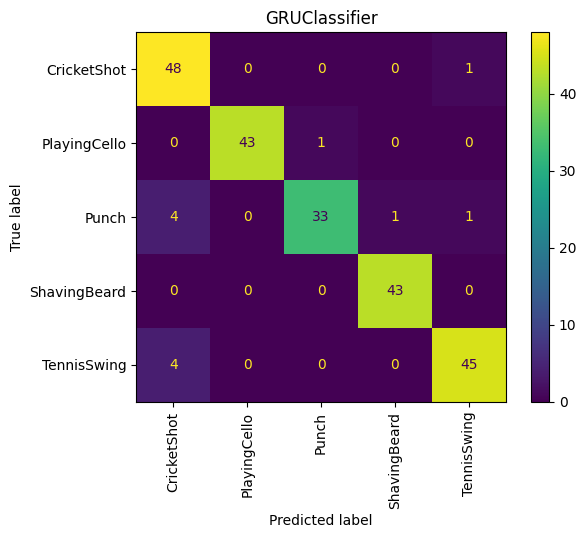 GRUClassifier
CricketShot 48 0 0 0 1
PlayingCello 0 43 1 0 0
Punch 4 0 33 1 1
ShavingBeard 0 0 0 43 0
TennisSwing 4 0 0 0 45
True label
CricketShot
PlayingCello
Punch
ShavingBeard
TennisSwing
Predicted label
40
30
20
10
0